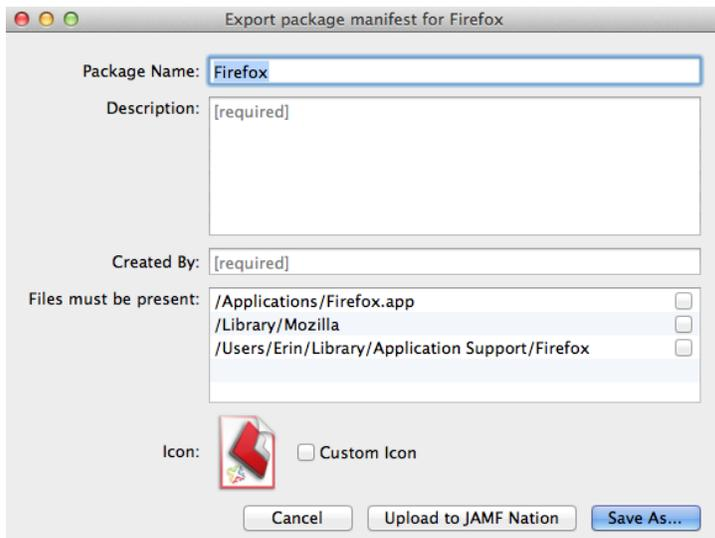 Export package manifest for Firefox
Package Name: Firefox
Description: [required]
Created By: [required]
Files must be present: /Applications/Firefox.app
/Library/Mozilla
/Users/Erin/Library/Application Support/Firefox
Icon: Custom Icon
Cancel Upload to JAMF Nation Save As...